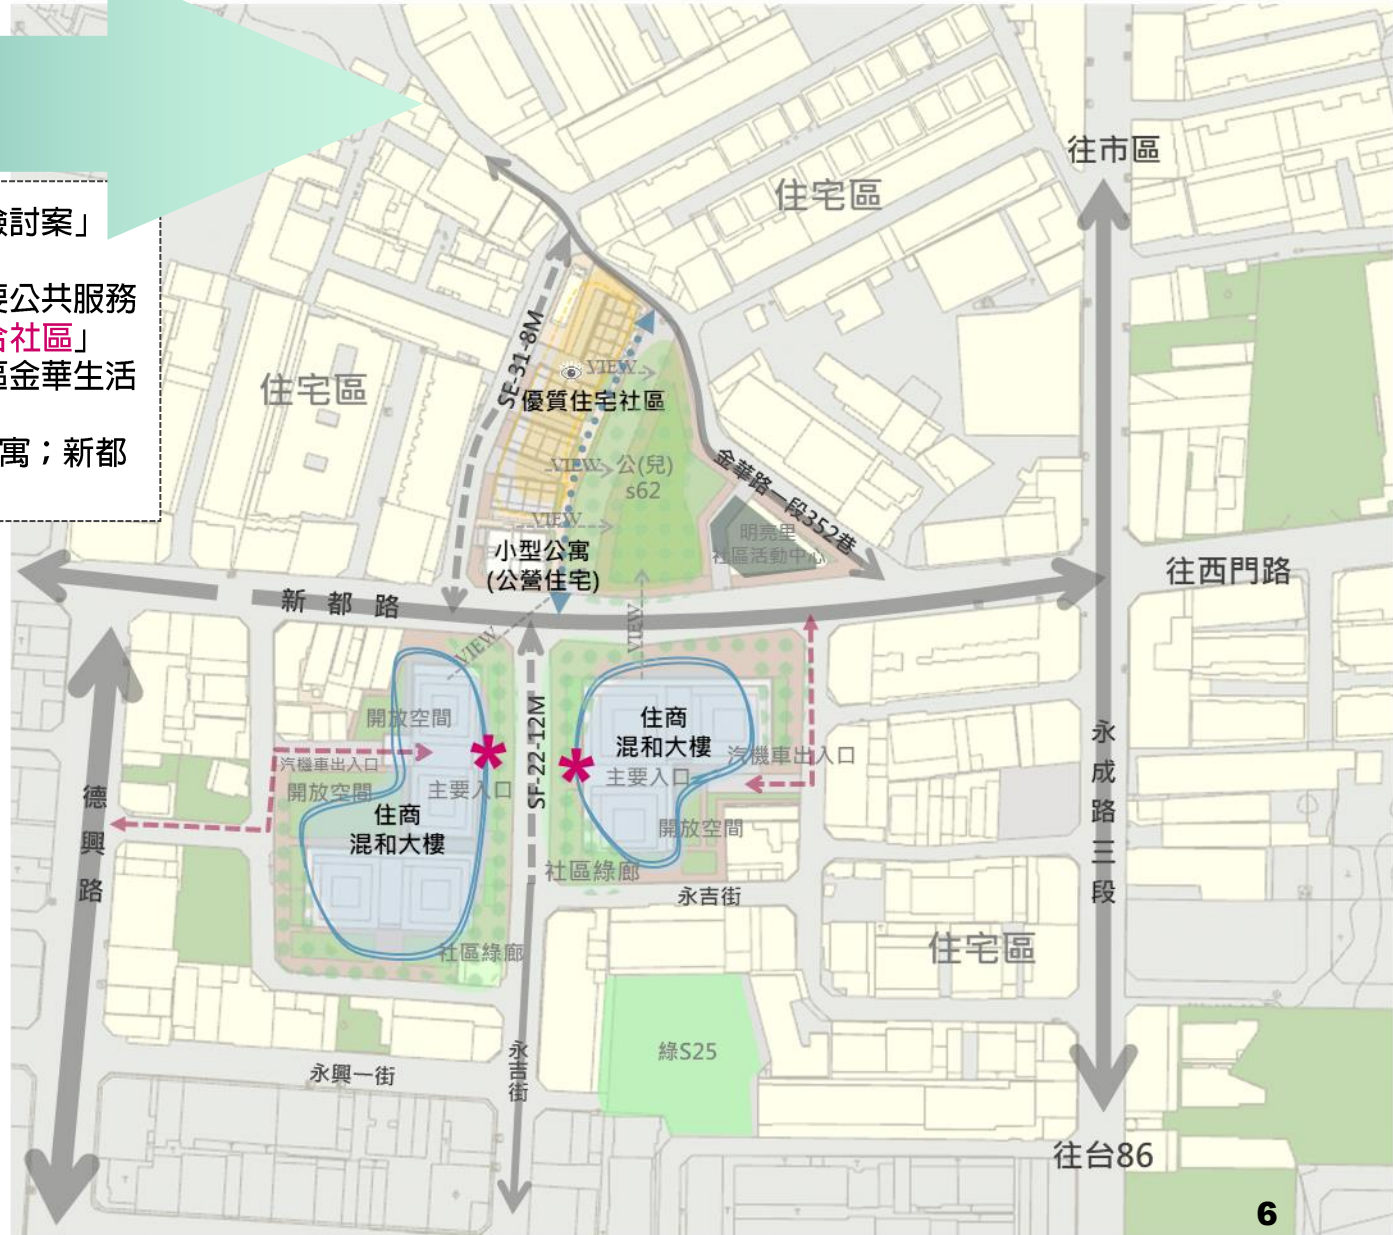 檢討案」
要公共服務
合社區」
區金華生活
寓；新都
往市區
住宅區
SE-31-8M
住宅區
VIEW
優質住宅社區
VIEW
公(兒)
s62
金華路一段352巷
VIEW
明亮里
社區活動中心
小型公寓
(公營住宅)
往西門路
新都路
VIEW
VIEW
開放空間
住商
混和大樓
SF-22-12M
永成路三段
汽機車出入口
汽機車出入口
主要入口
主要入口
開放空間
德興路
住商
混和大樓
開放空間
社區綠廊
永吉街
住宅區
社區綠廊
綠S25
永吉街
永興一街
往台86
6